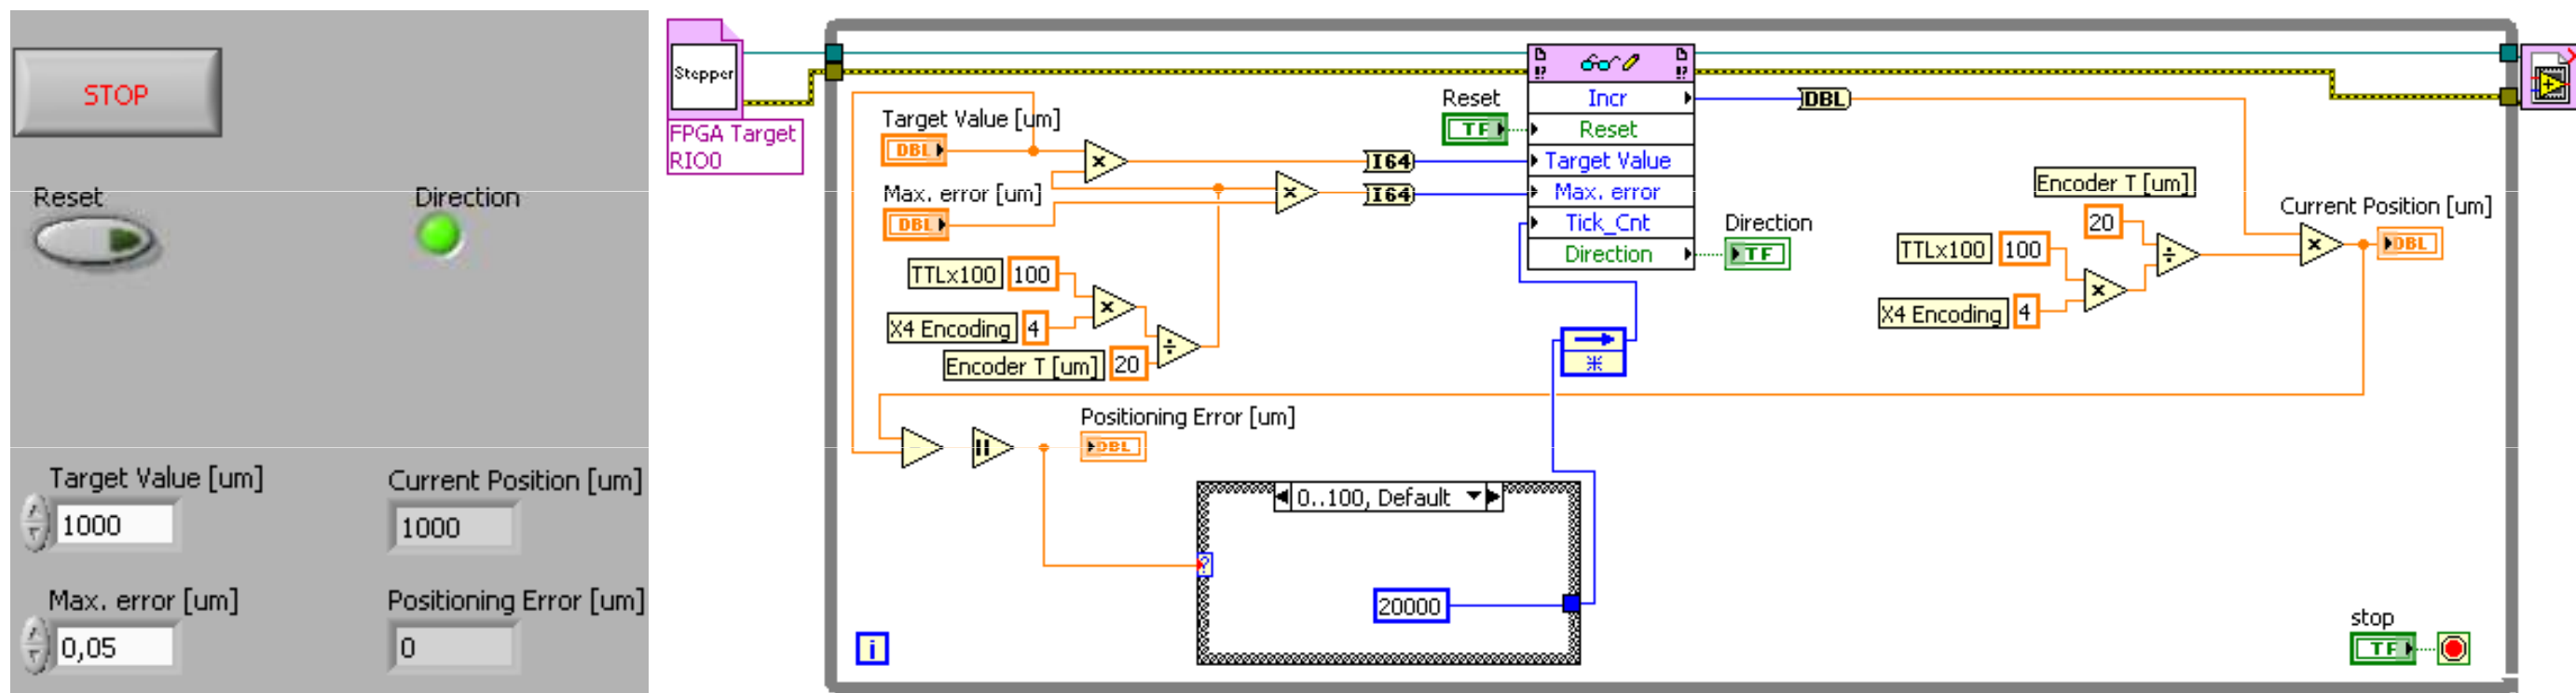 STOP
Reset
Direction
Target Value [um]
1000
Current Position [um]
1000
Max. error [um]
0,05
Positioning Error [um]
0
Stepper
FPGA Target
RIO0
Target Value [um]
DBL
Max. error [um]
DBL
TTLx100
100
X4 Encoding
4
Encoder T [um]
20
I64
I64
Reset
TF
Incr
Reset
Target Value
Max. error
Tick_Cnt
Direction
DBL
Direction
TF
Encoder T [um]
20
TTLx100
100
X4 Encoding
4
Current Position [um]
DBL
Positioning Error [um]
DBL
0..100, Default
?
20000
i
stop
TF